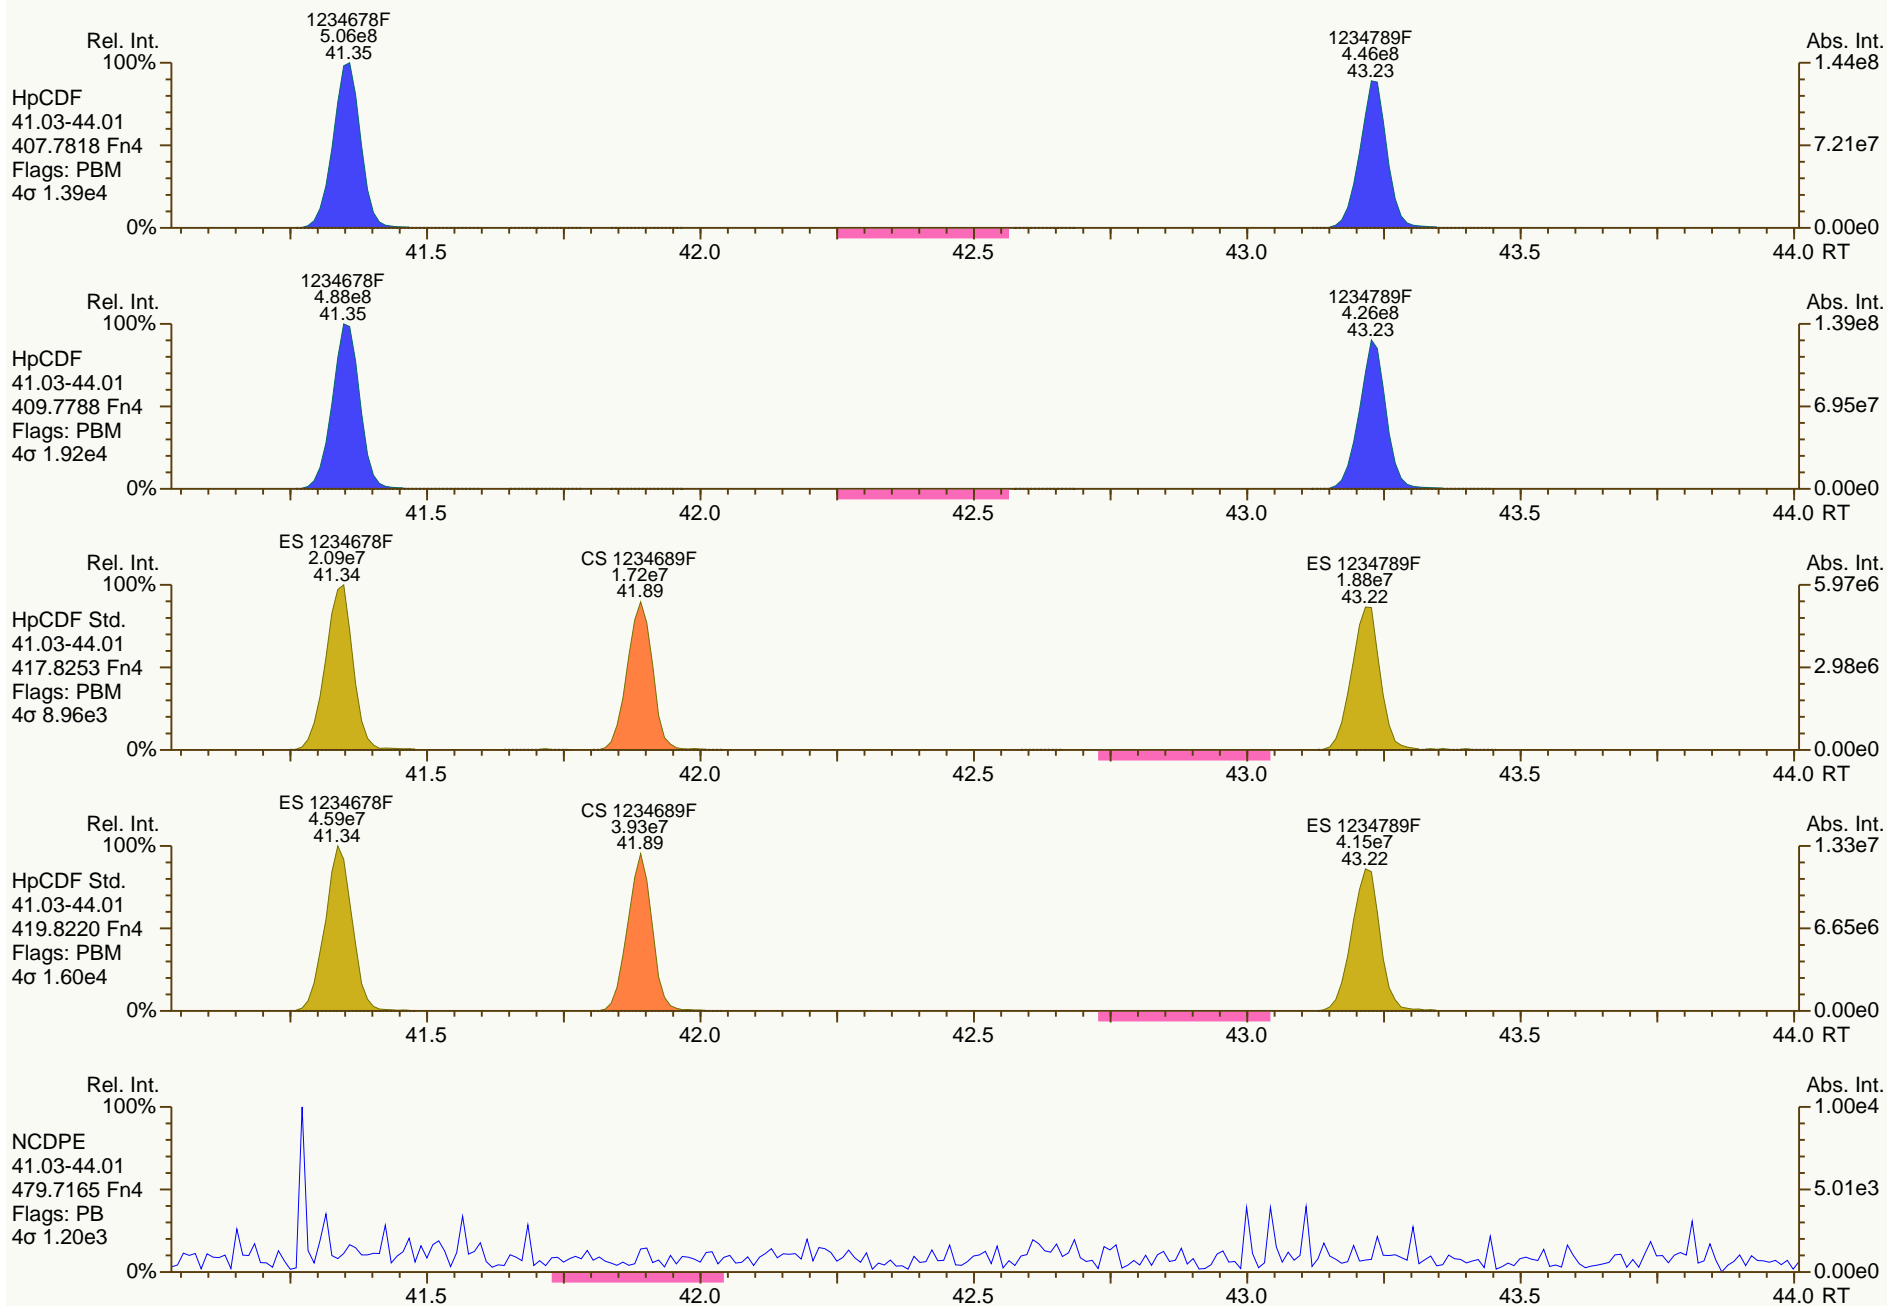 1234678F
5.06e8
41.35
1234789F
4.46e8
43.23
Rel. Int.
Abs. Int.
100%
1.44e8
HpCDF
41.03-44.01
407.7818 Fn4
7.21e7
Flags: PBM
4σ 1.39e4
0%
0.00e0
41.5 42.0 42.5 43.0 43.5 44.0 RT
1234678F
4.88e8
41.35
1234789F
4.26e8
43.23
Rel. Int.
Abs. Int.
100%
1.39e8
HpCDF
41.03-44.01
409.7788 Fn4
6.95e7
Flags: PBM
4σ 1.92e4
0%
0.00e0
41.5 42.0 42.5 43.0 43.5 44.0 RT
ES 1234678F
2.09e7
41.34
CS 1234689F
1.72e7
41.89
ES 1234789F
1.88e7
43.22
Rel. Int.
Abs. Int.
100%
5.97e6
HpCDF Std.
41.03-44.01
417.8253 Fn4
2.98e6
Flags: PBM
4σ 8.96e3
0%
0.00e0
41.5 42.0 42.5 43.0 43.5 44.0 RT
ES 1234678F
4.59e7
41.34
CS 1234689F
3.93e7
41.89
ES 1234789F
4.15e7
43.22
Rel. Int.
Abs. Int.
100%
1.33e7
HpCDF Std.
41.03-44.01
419.8220 Fn4
6.65e6
Flags: PBM
4σ 1.60e4
0%
0.00e0
41.5 42.0 42.5 43.0 43.5 44.0 RT
Rel. Int.
Abs. Int.
100%
1.00e4
NCDPE
41.03-44.01
479.7165 Fn4
5.01e3
Flags: PB
4σ 1.20e3
0%
0.00e0
41.5 42.0 42.5 43.0 43.5 44.0 RT